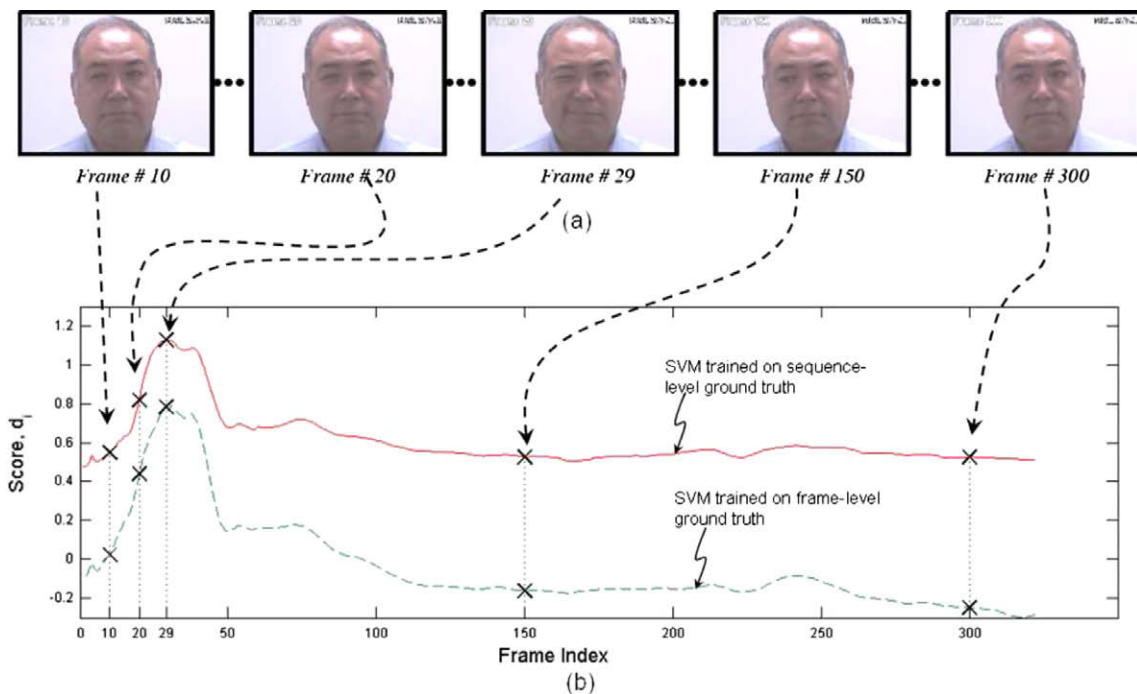 Frame # 10
Frame # 20
Frame # 29
Frame # 150
Frame # 300
(a)
1.2
1
0.8
0.6
0.4
0.2
0
-0.2
Score, d_i
SVM trained on sequence-
level ground truth
SVM trained on frame-level
ground truth
0 10 20 29 50 100 150 200 250 300
Frame Index
(b)